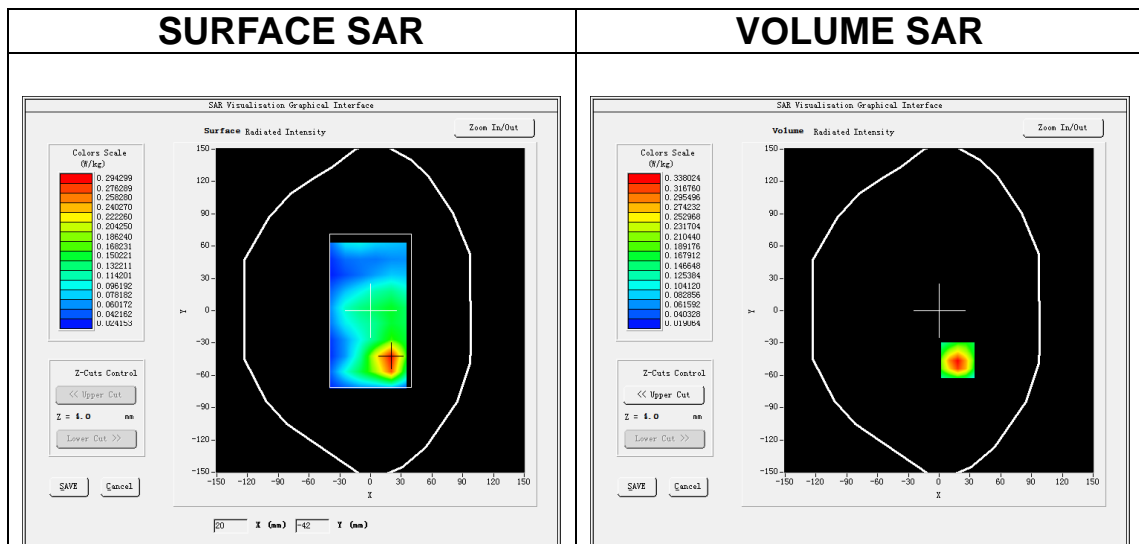 SURFACE SAR
VOLUME SAR
SAR Visualisation Graphical Interface
Surface Radiated Intensity
Zoom In/Out
Colors Scale
(W/kg)
0.294299
0.276289
0.258280
0.240270
0.222260
0.204250
0.186240
0.168231
0.150221
0.132211
0.114201
0.096192
0.078182
0.060172
0.042162
0.024153
150
120
90
60
30
0
-30
-60
-90
-120
-150
Y
-150 -120 -90 -60 -30 0 30 60 90 120 150
X
Z-Cuts Control
<< Upper Cut
Z = 4.0 mm
Lower Cut >>
SAVE Cancel
20 X (mm) -42 Y (mm)
SAR Visualisation Graphical Interface
Volume Radiated Intensity
Zoom In/Out
Colors Scale
(W/kg)
0.338024
0.316760
0.295496
0.274232
0.252968
0.231704
0.210440
0.189176
0.167912
0.146648
0.125384
0.104120
0.082856
0.061592
0.040328
0.019064
150
120
90
60
30
0
-30
-60
-90
-120
-150
Y
-150 -120 -90 -60 -30 0 30 60 90 120 150
X
Z-Cuts Control
<< Upper Cut
Z = 4.0 mm
Lower Cut >>
SAVE Cancel